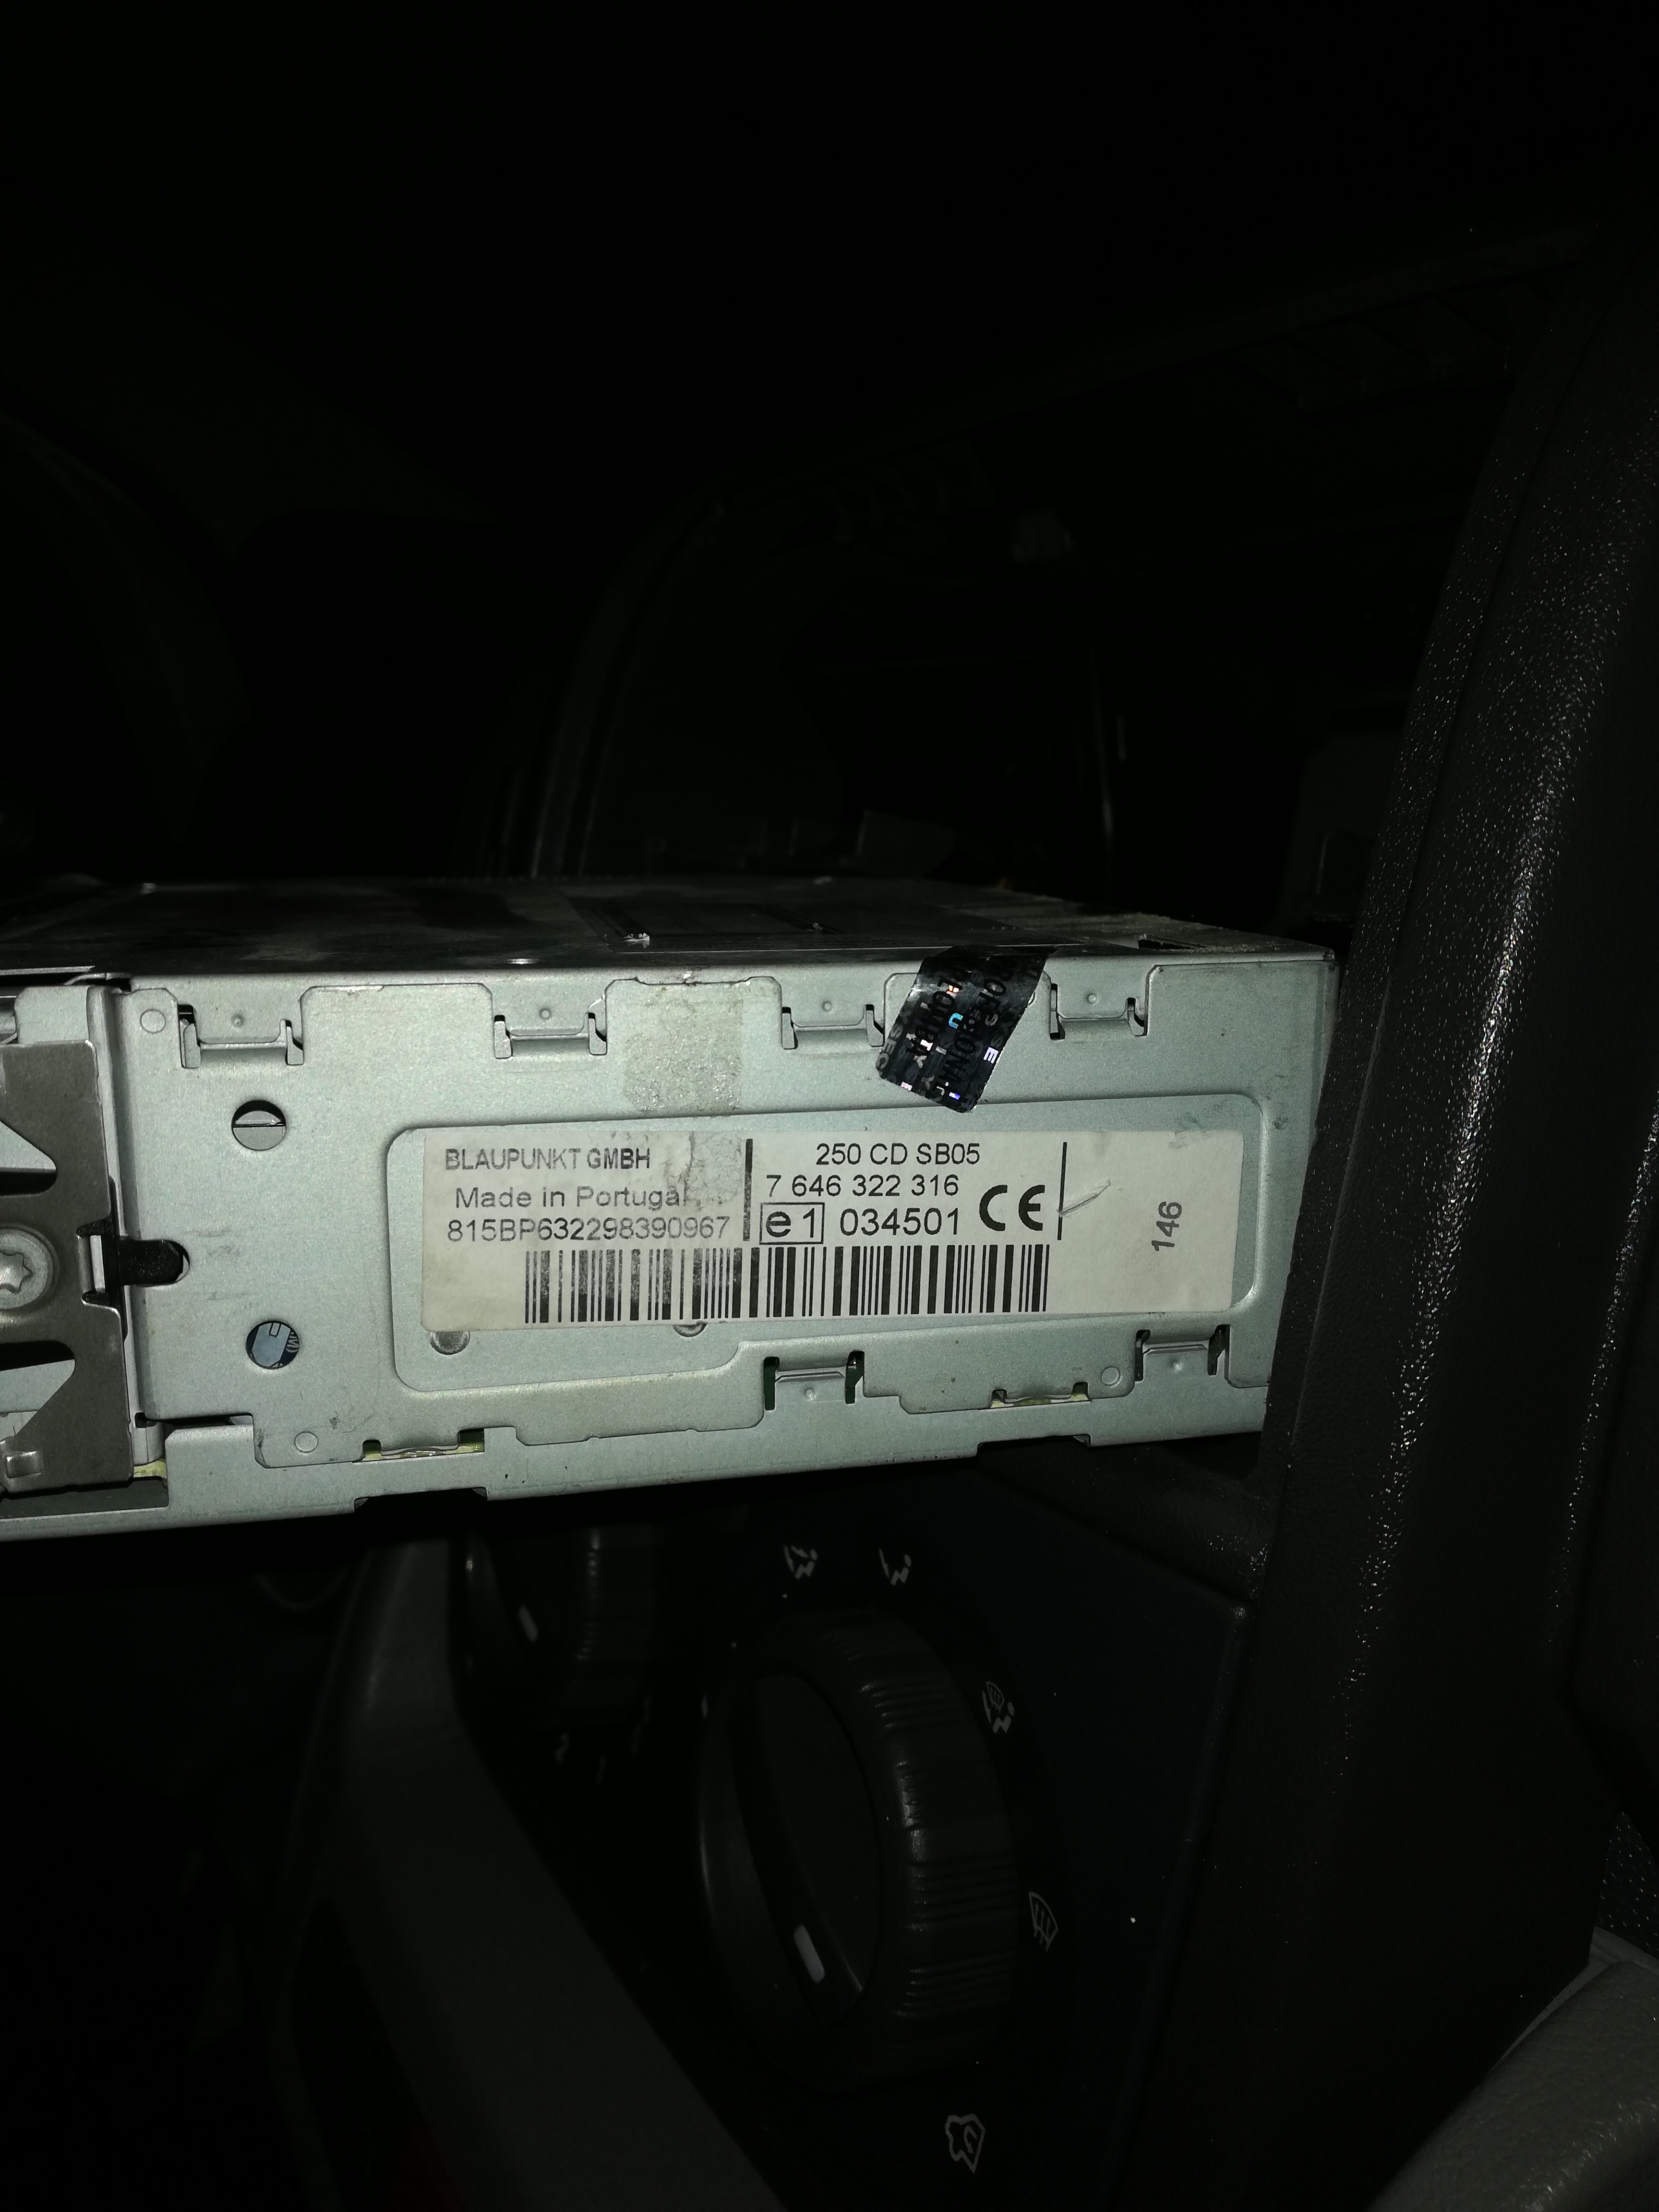 BLAUPUNKT GMBH
Made in Portugal
815BP632298390967
250 CD SB05
7 646 322 316
e1 034501 CE
146